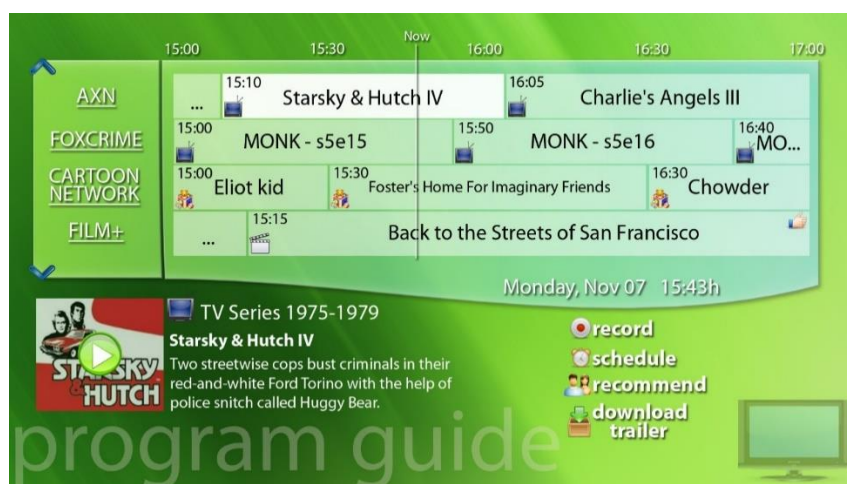 Now
15:00 15:30 16:00 16:30 17:00
AXN
... 15:10 Starsky & Hutch IV 16:05 Charlie's Angels III
FOXCRIME
15:00 MONK - s5e15 15:50 MONK - s5e16 16:40 MO...
CARTOON
NETWORK
15:00 Eliot kid 15:30 Foster's Home For Imaginary Friends 16:30 Chowder
FILM+
... 15:15 Back to the Streets of San Francisco
Monday, Nov 07 15:43h
STARSKY
& HUTCH
TV Series 1975-1979
Starsky & Hutch IV
Two streetwise cops bust criminals in their
red-and-white Ford Torino with the help of
police snitch called Huggy Bear.
record
schedule
recommend
download
trailer
program guide